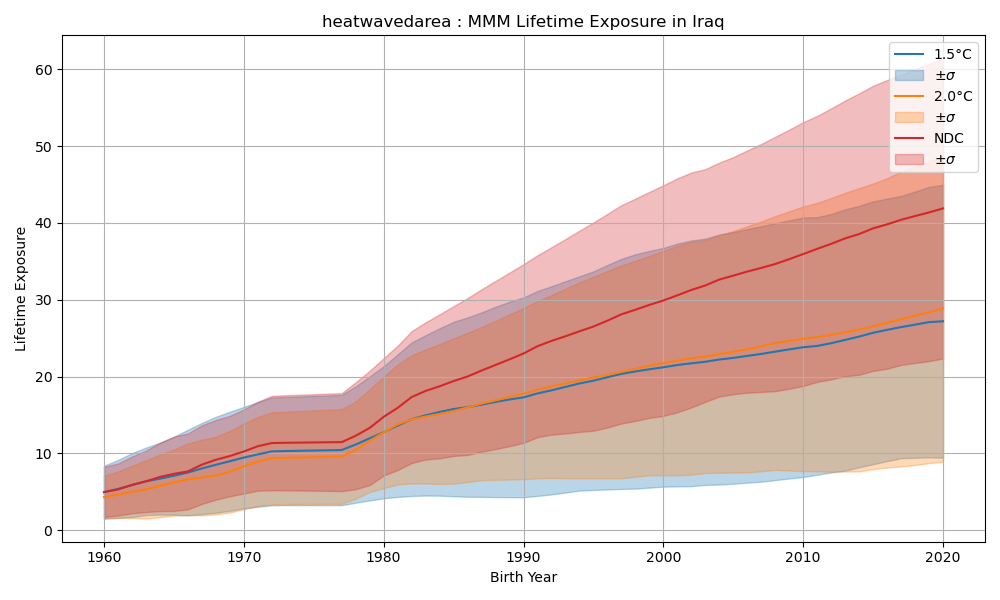 heatwavedarea : MMM Lifetime Exposure in Iraq
1.5°C
±σ
2.0°C
±σ
NDC
±σ
Lifetime Exposure
60
50
40
30
20
10
0
1960 1970 1980 1990 2000 2010 2020
Birth Year